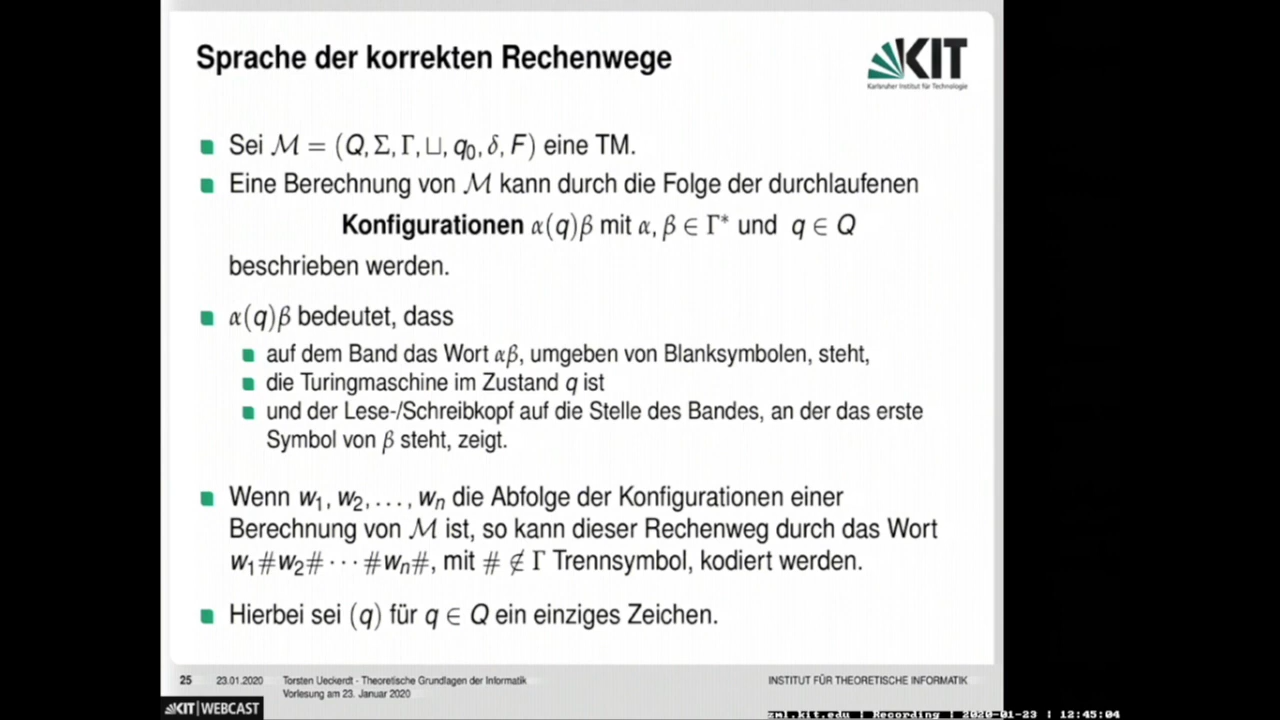 Sprache der korrekten Rechenwege
KIT
Karlsruher Institut für Technologie
Sei ℳ = (Q, Σ, Γ, ⊔, q₀, δ, F) eine TM.
Eine Berechnung von ℳ kann durch die Folge der durchlaufenen
Konfigurationen α(q)β mit α, β ∈ Γ* und q ∈ Q
beschrieben werden.
α(q)β bedeutet, dass
auf dem Band das Wort αβ, umgeben von Blanksymbolen, steht,
die Turingmaschine im Zustand q ist
und der Lese-/Schreibkopf auf die Stelle des Bandes, an der das erste
Symbol von β steht, zeigt.
Wenn w₁, w₂, . . . , wₙ die Abfolge der Konfigurationen einer
Berechnung von ℳ ist, so kann dieser Rechenweg durch das Wort
w₁#w₂# · · · #wₙ#, mit # ∉ Γ Trennsymbol, kodiert werden.
Hierbei sei (q) für q ∈ Q ein einziges Zeichen.
25 23.01.2020 Torsten Ueckerdt - Theoretische Grundlagen der Informatik INSTITUT FÜR THEORETISCHE INFORMATIK
Vorlesung am 23. Januar 2020
KIT | WEBCAST
zml.kit.edu | Recording | 2020-01-23 | 12:45:04